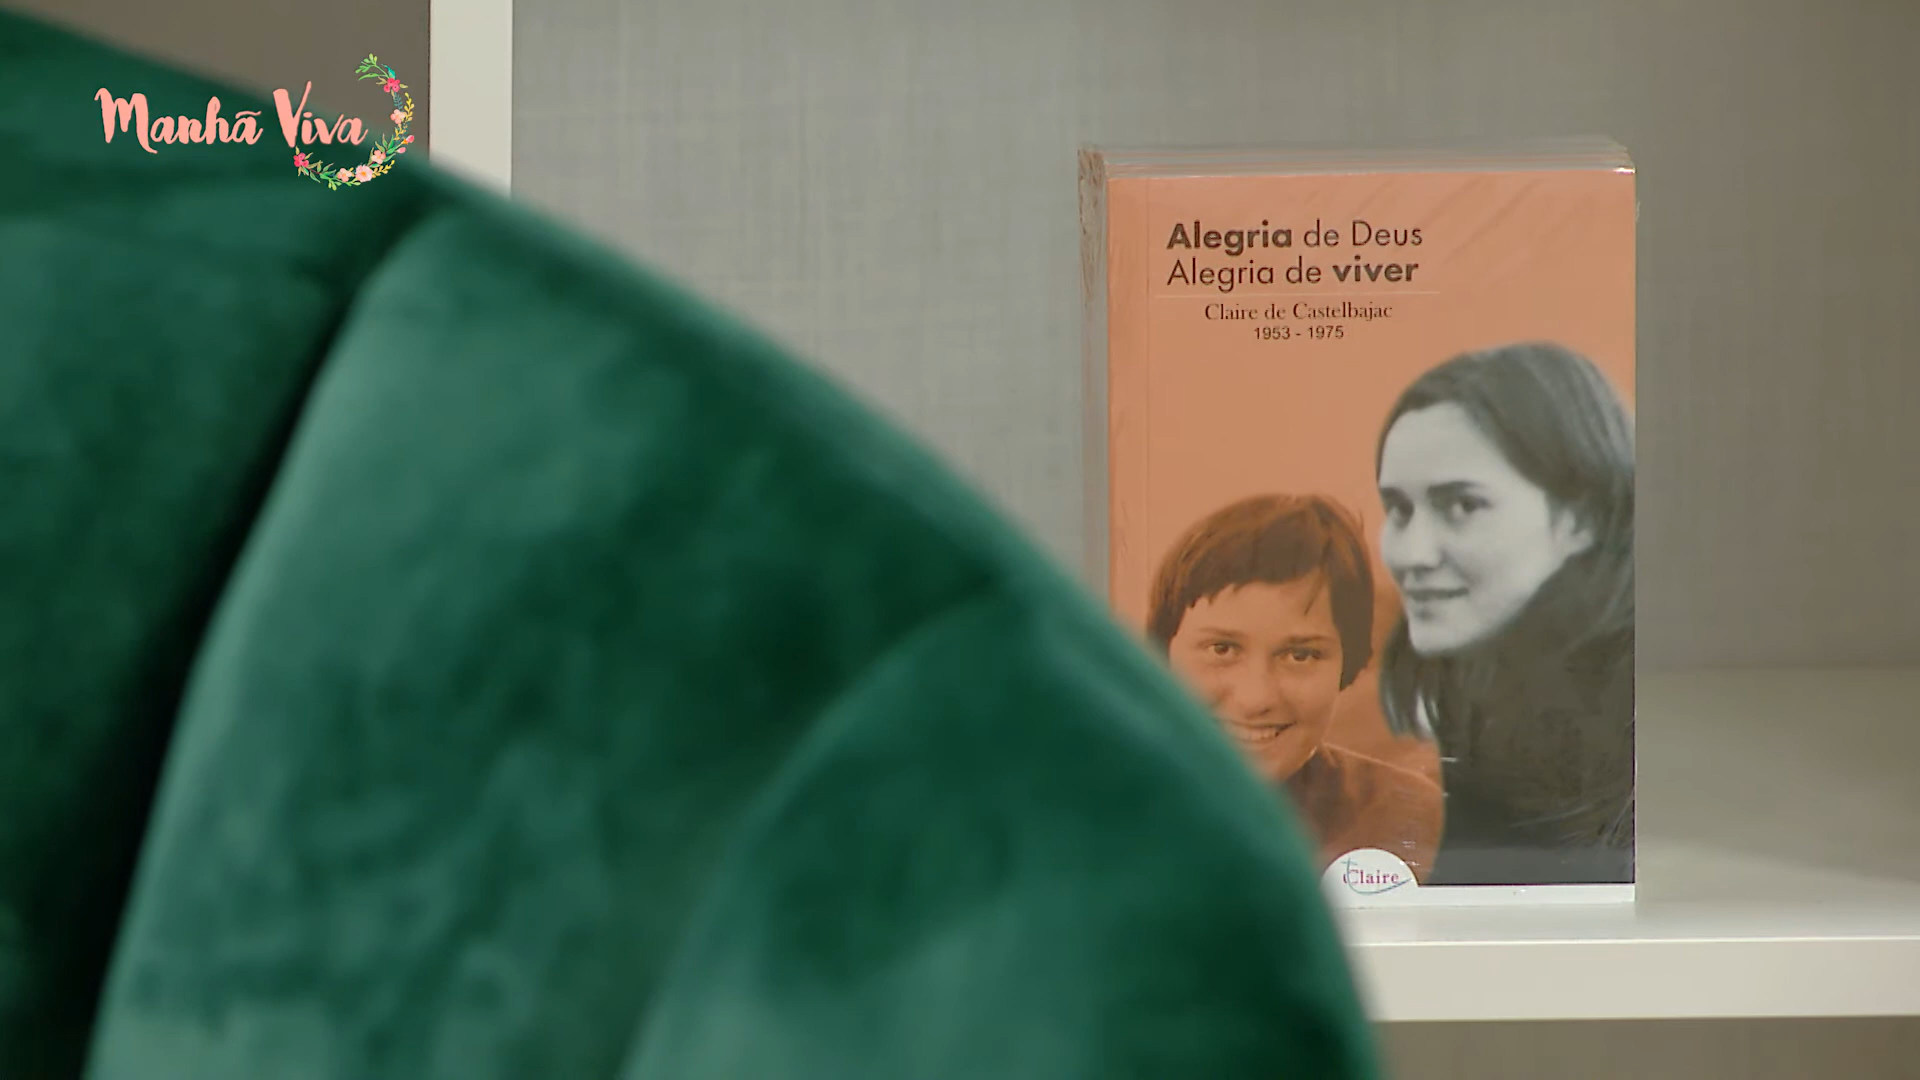 Manhã Viva
Alegria de Deus
Alegria de viver
Claire de Castelbajac
1953 - 1975
Claire